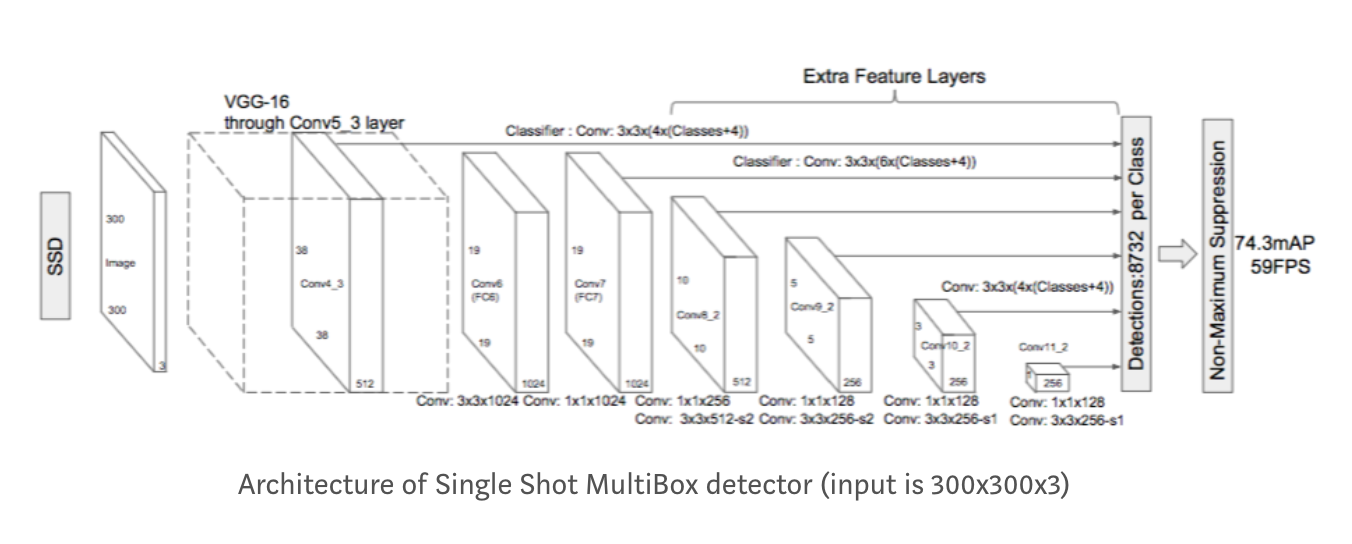 Extra Feature Layers
VGG-16
through Conv5_3 layer
Classifier : Conv: 3x3x(4x(Classes+4))
Classifier : Conv: 3x3x(6x(Classes+4))
SSD
300
Image
300
3
38
Conv4_3
38
512
19
Conv6
(FC6)
19
1024
19
Conv7
(FC7)
19
1024
10
Conv8_2
10
512
5
Conv9_2
5
256
Conv: 3x3x(4x(Classes+4))
3
Conv10_2
3
256
Conv11_2
1
256
Detections:8732 per Class
Non-Maximum Suppression
74.3mAP
59FPS
Conv: 3x3x1024
Conv: 1x1x1024
Conv: 1x1x256
Conv: 3x3x512-s2
Conv: 1x1x128
Conv: 3x3x256-s2
Conv: 1x1x128
Conv: 3x3x256-s1
Conv: 1x1x128
Conv: 3x3x256-s1
Architecture of Single Shot MultiBox detector (input is 300x300x3)